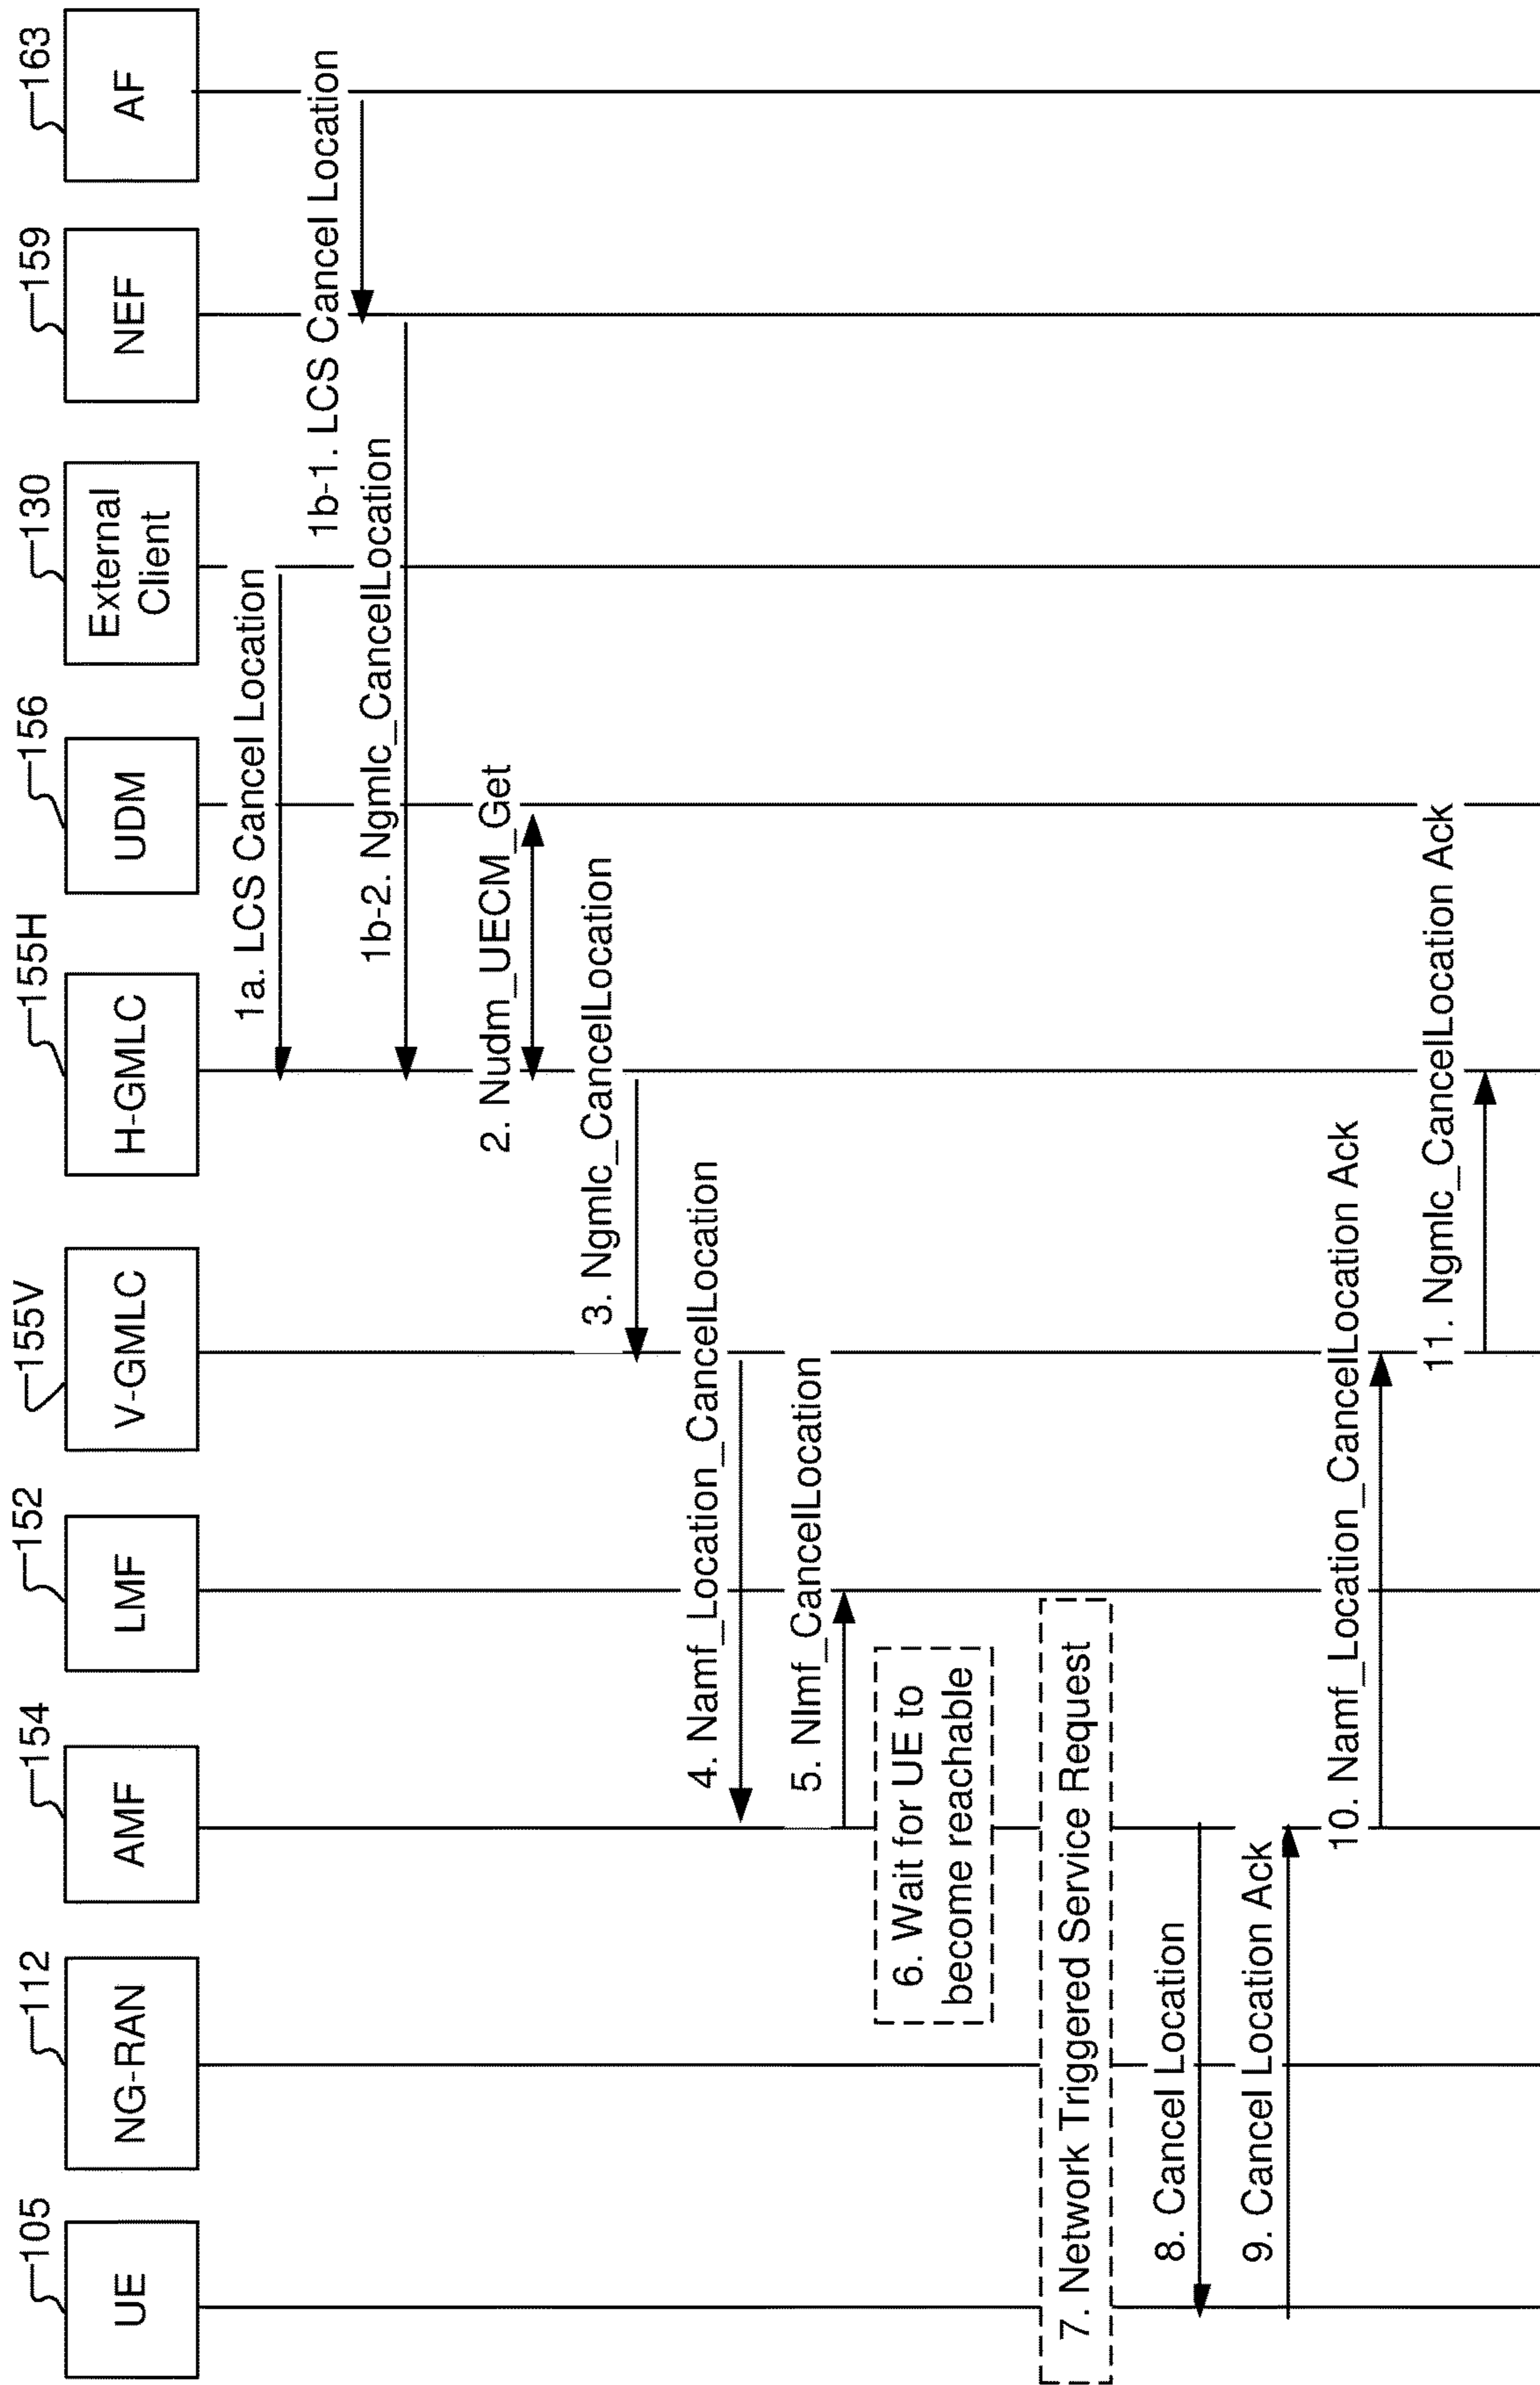 105
112
154
152
155V
155H
156
130
159
163
UE
NG-RAN
AMF
LMF
V-GMLC
H-GMLC
UDM
External
Client
NEF
AF
1a. LCS Cancel Location
1b-1. LCS Cancel Location
1b-2. Ngmlc_CancelLocation
2. Nudm_UECM_Get
3. Ngmlc_CancelLocation
4. Namf_Location_CancelLocation
5. Nlmf_CancelLocation
6. Wait for UE to
become reachable
7. Network Triggered Service Request
8. Cancel Location
9. Cancel Location Ack
10. Namf_Location_CancelLocation Ack
11. Ngmlc_CancelLocation Ack